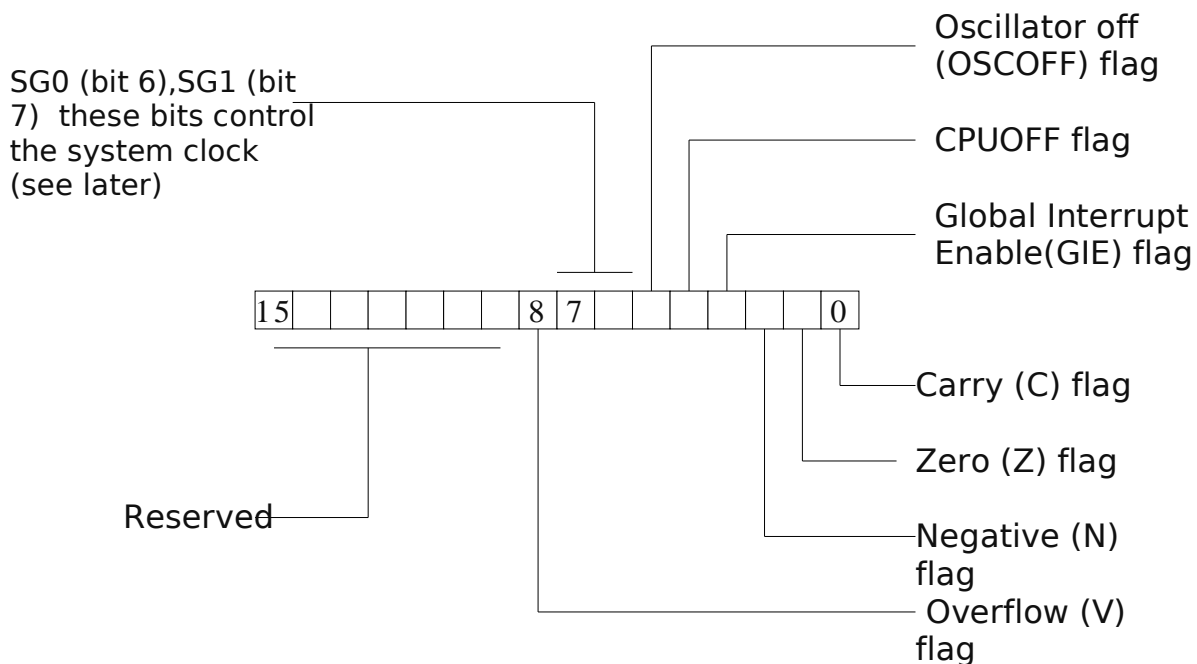 Oscillator off
(OSCOFF) flag
SG0 (bit 6),SG1 (bit
7) these bits control
the system clock
(see later)
CPUOFF flag
Global Interrupt
Enable(GIE) flag
15 8 7 0
Carry (C) flag
Zero (Z) flag
Reserved
Negative (N)
flag
Overflow (V)
flag